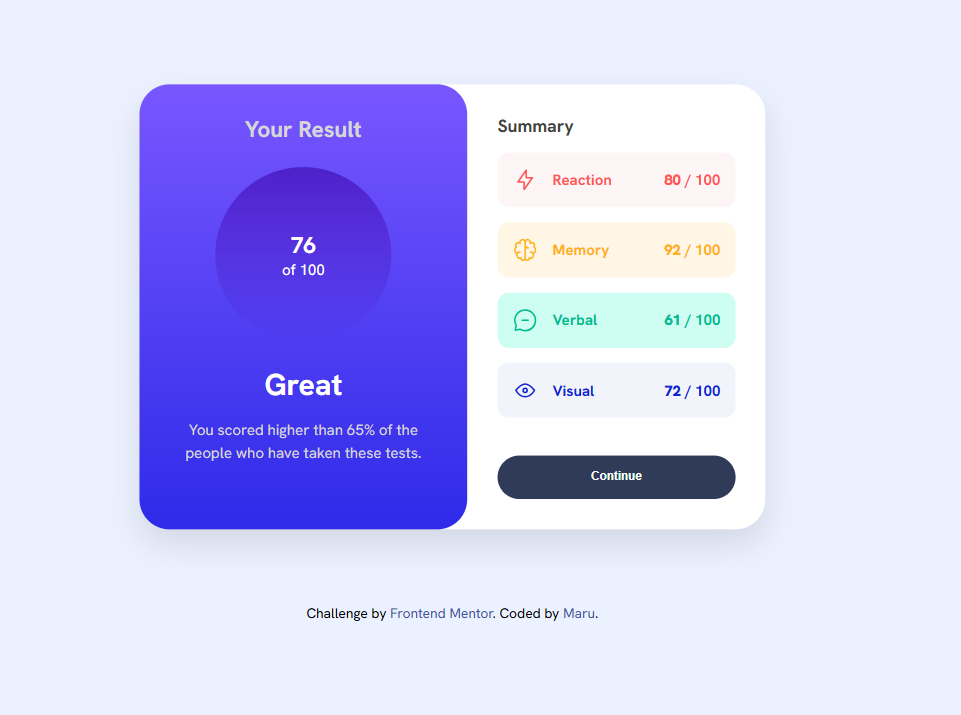 Your Result
76
of 100
Great
You scored higher than 65% of the
people who have taken these tests.
Summary
Reaction 80 / 100
Memory 92 / 100
Verbal 61 / 100
Visual 72 / 100
Continue
Challenge by Frontend Mentor. Coded by Maru.